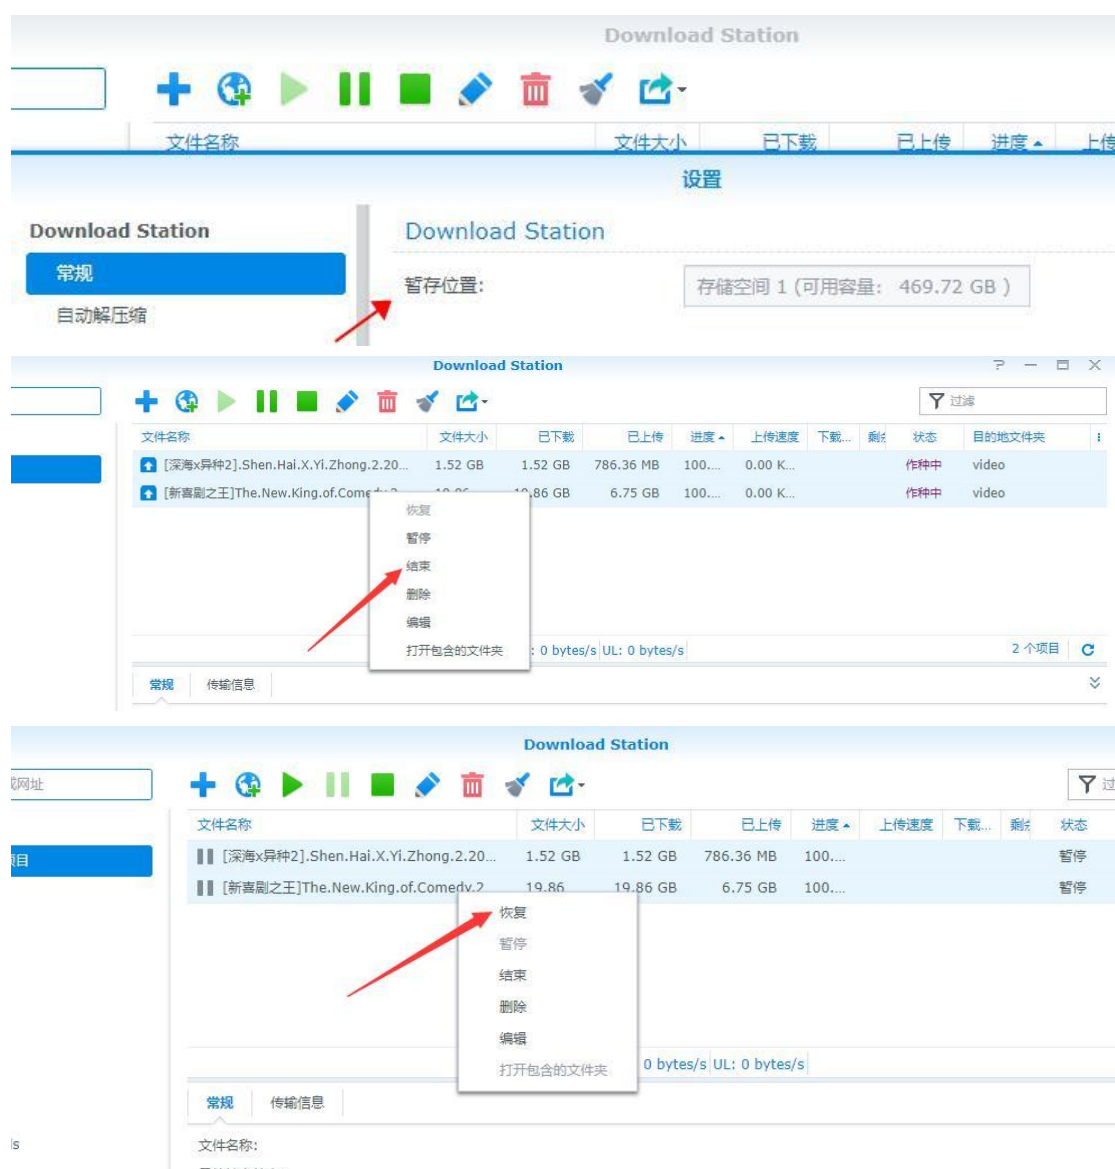 Download Station
文件名称 文件大小 已下载 已上传 进度 上传
设置
Download Station
Download Station
常规
暂存位置: 存储空间 1 (可用容量: 469.72 GB )
自动解压缩
Download Station
过滤
文件名称 文件大小 已下载 已上传 进度 上传速度 下载... 状态 目的地文件夹
[深海x异种2].Shen.Hai.X.Yi.Zhong.2.20... 1.52 GB 1.52 GB 786.36 MB 100.... 0.00 K... 作种中 video
[新喜剧之王]The.New.King.of.Comedy.2 19.86 19.86 GB 6.75 GB 100.... 0.00 K... 作种中 video
恢复
暂停
结束
删除
编辑
打开包含的文件夹
: 0 bytes/s UL: 0 bytes/s
2 个项目
常规 传输信息
Download Station
或网址
过
文件名称 文件大小 已下载 已上传 进度 上传速度 下载... 状态
项目
[深海x异种2].Shen.Hai.X.Yi.Zhong.2.20... 1.52 GB 1.52 GB 786.36 MB 100.... 暂停
[新喜剧之王]The.New.King.of.Comedy.2 19.86 19.86 GB 6.75 GB 100.... 暂停
恢复
暂停
结束
删除
编辑
打开包含的文件夹
0 bytes/s UL: 0 bytes/s
常规 传输信息
ls
文件名称: